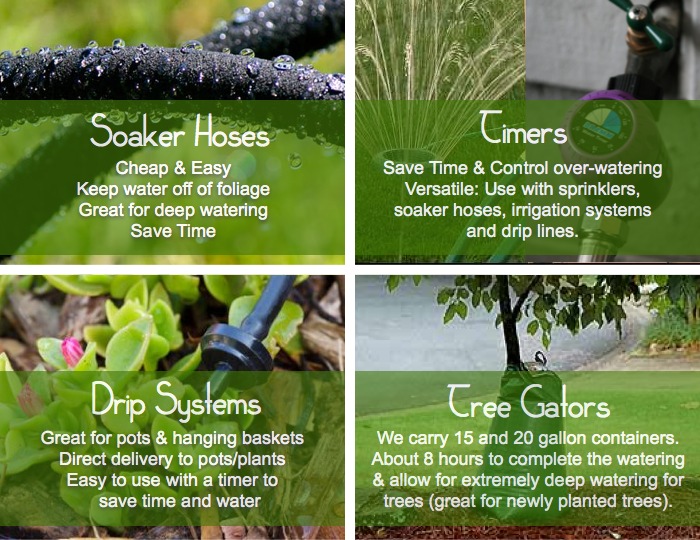 Soaker Hoses
Cheap & Easy
Keep water off of foliage
Great for deep watering
Save Time
Timers
Save Time & Control over-watering
Versatile: Use with sprinklers,
soaker hoses, irrigation systems
and drip lines.
Drip Systems
Great for pots & hanging baskets
Direct delivery to pots/plants
Easy to use with a timer to
save time and water
Tree Gators
We carry 15 and 20 gallon containers.
About 8 hours to complete the watering
& allow for extremely deep watering for
trees (great for newly planted trees).